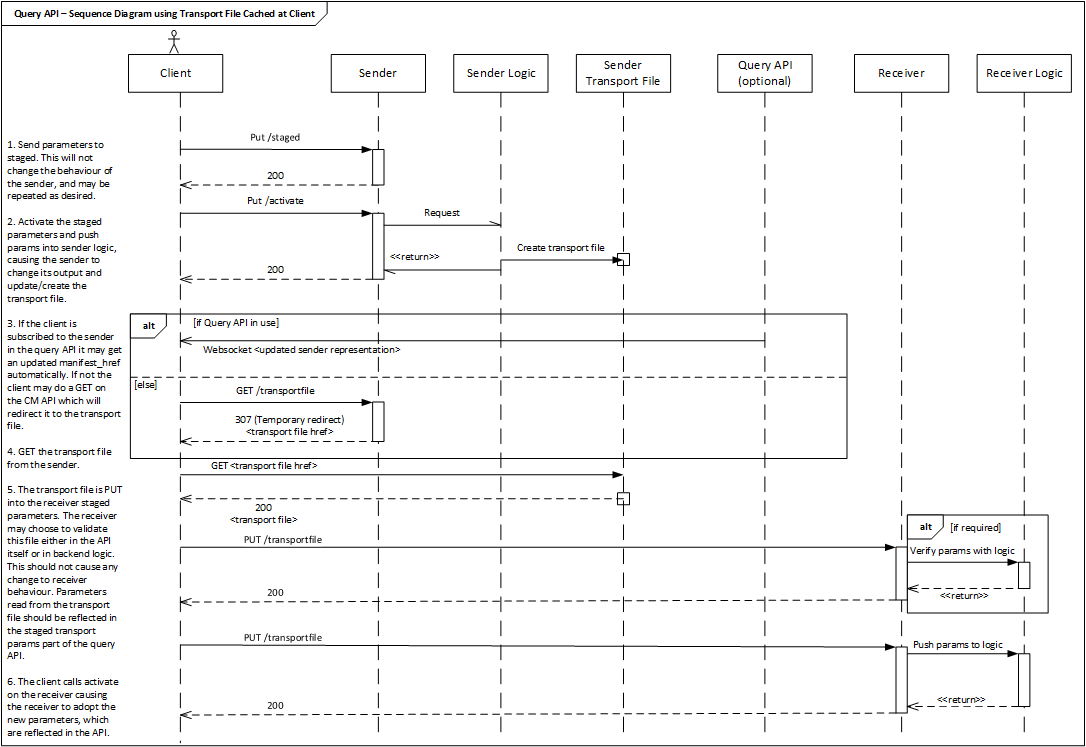 Query API – Sequence Diagram using Transport File Cached at Client
Client
Sender
Sender Logic
Sender
Transport File
Query API
(optional)
Receiver
Receiver Logic
1. Send parameters to
staged. This will not
change the behaviour of
the sender, and may be
repeated as desired.
2. Activate the staged
parameters and push
params into sender logic,
causing the sender to
change its output and
update/create the
transport file.
3. If the client is
subscribed to the sender
in the query API it may get
an updated manifest_href
automatically. If not the
client may do a GET on
the CM API which will
redirect it to the transport
file.
4. GET the transport file
from the sender.
5. The transport file is PUT
into the receiver staged
parameters. The receiver
may choose to validate
this file either in the API
itself or in backend logic.
This should not cause any
change to receiver
behaviour. Parameters
read from the transport
file should be reflected in
the staged transport
params part of the query
API.
6. The client calls activate
on the receiver causing
the receiver to adopt the
new parameters, which
are reflected in the API.
Put /staged
200
Put /activate
Request
Create transport file
<<return>>
200
alt
[if Query API in use]
Websocket <updated sender representation>
[else]
GET /transportfile
307 (Temporary redirect)
<transport file href>
GET <transport file href>
200
<transport file>
alt
[if required]
PUT /transportfile
Verify params with logic
<<return>>
200
PUT /transportfile
Push params to logic
<<return>>
200